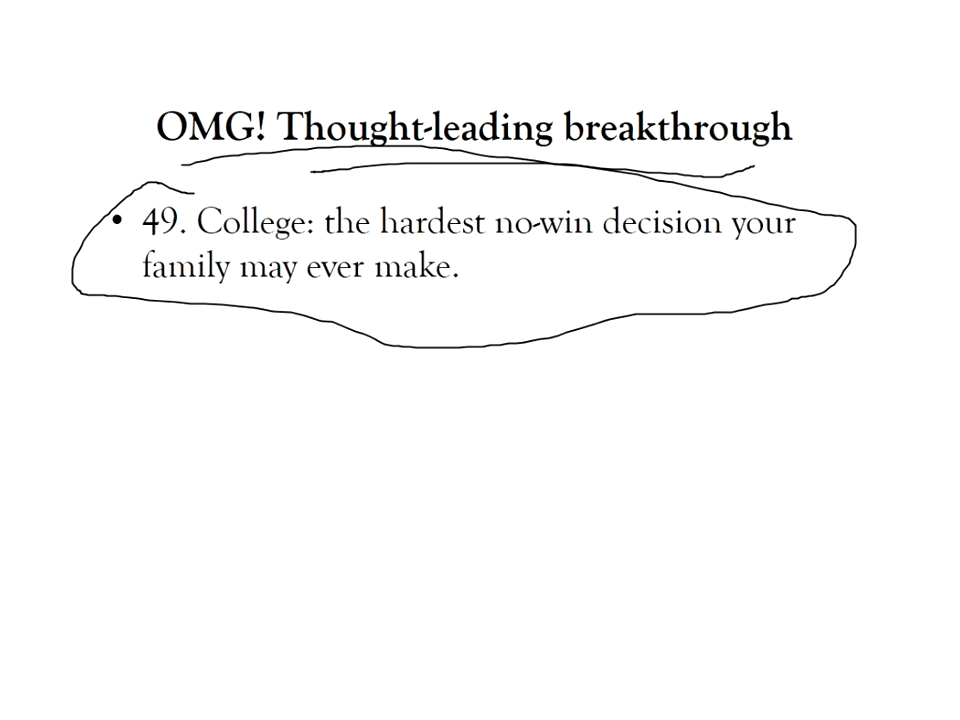 OMG! Thought-leading breakthrough
• 49. College: the hardest no-win decision your
family may ever make.